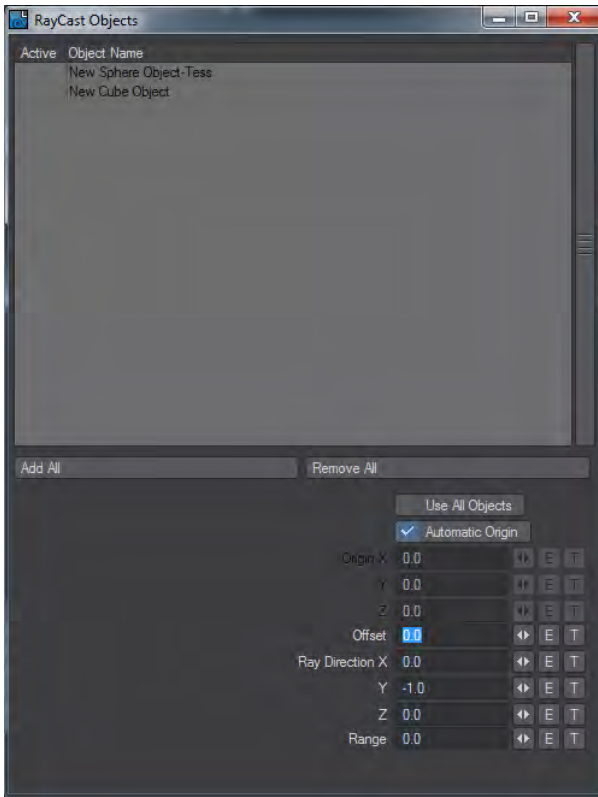 RayCast Objects
Active Object Name
New Sphere Object-Tess
New Cube Object
Add All Remove All
Use All Objects
Automatic Origin
Origin X 0.0 E T
Y 0.0 E T
Z 0.0 E T
Offset 0.0 E T
Ray Direction X 0.0 E T
Y -1.0 E T
Z 0.0 E T
Range 0.0 E T